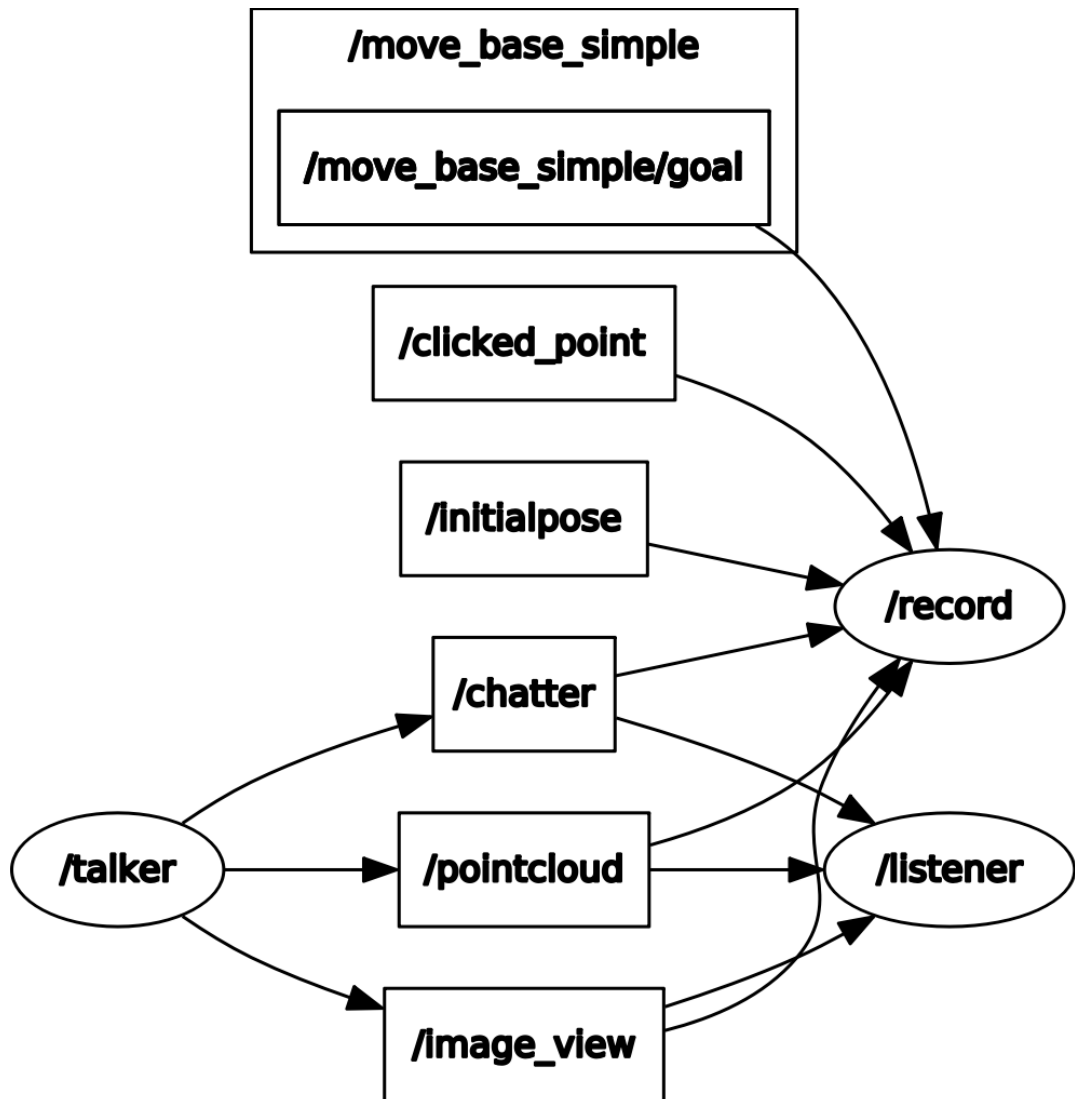 /move_base_simple
/move_base_simple/goal
/clicked_point
/initialpose
/record
/chatter
/talker
/pointcloud
/listener
/image_view